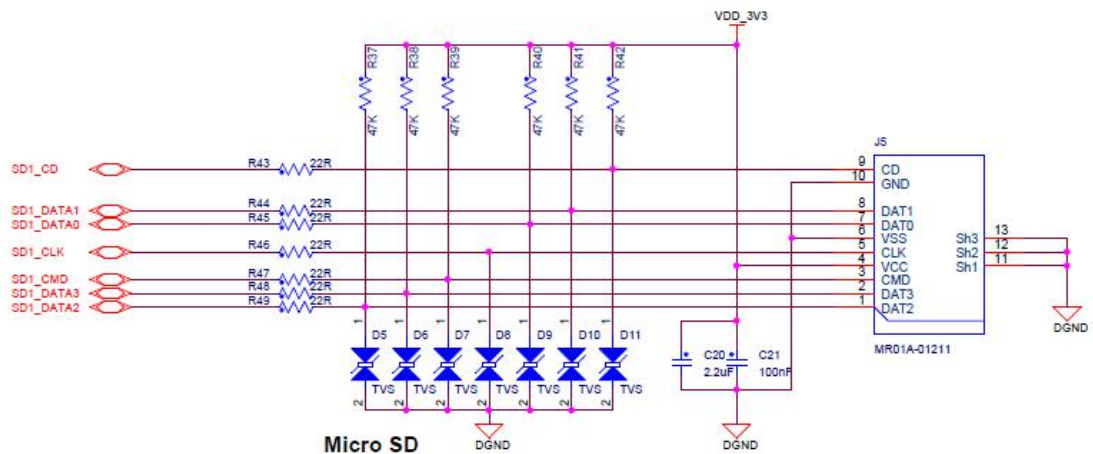 VDD_3V3
R37 R38 R39 R40 R41 R42
47K 47K 47K 47K 47K 47K
J5
SD1_CD R43 22R 9 CD
10 GND
SD1_DATA1 R44 22R 8 DAT1
SD1_DATA0 R45 22R 7 DAT0
6 VSS Sh3 13
SD1_CLK R46 22R 5 CLK Sh2 12
4 VCC Sh1 11
SD1_CMD R47 22R 3 CMD
SD1_DATA3 R48 22R 2 DAT3
SD1_DATA2 R49 22R 1 DAT2
DGND
MR01A-01211
1 1 1 1 1 1 1
D5 D6 D7 D8 D9 D10 D11
C20 C21
2.2uF 100nF
TVS TVS TVS TVS TVS TVS TVS
2 2 2 2 2 2 2
Micro SD
DGND DGND